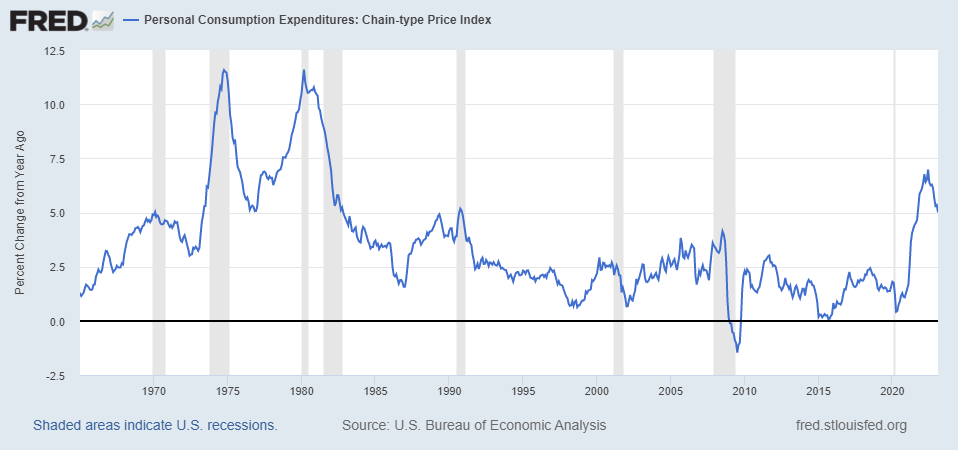 FRED Personal Consumption Expenditures: Chain-type Price Index
12.5
10.0
7.5
5.0
2.5
0.0
-2.5
Percent Change from Year Ago
1970 1975 1980 1985 1990 1995 2000 2005 2010 2015 2020
Shaded areas indicate U.S. recessions. Source: U.S. Bureau of Economic Analysis fred.stlouisfed.org